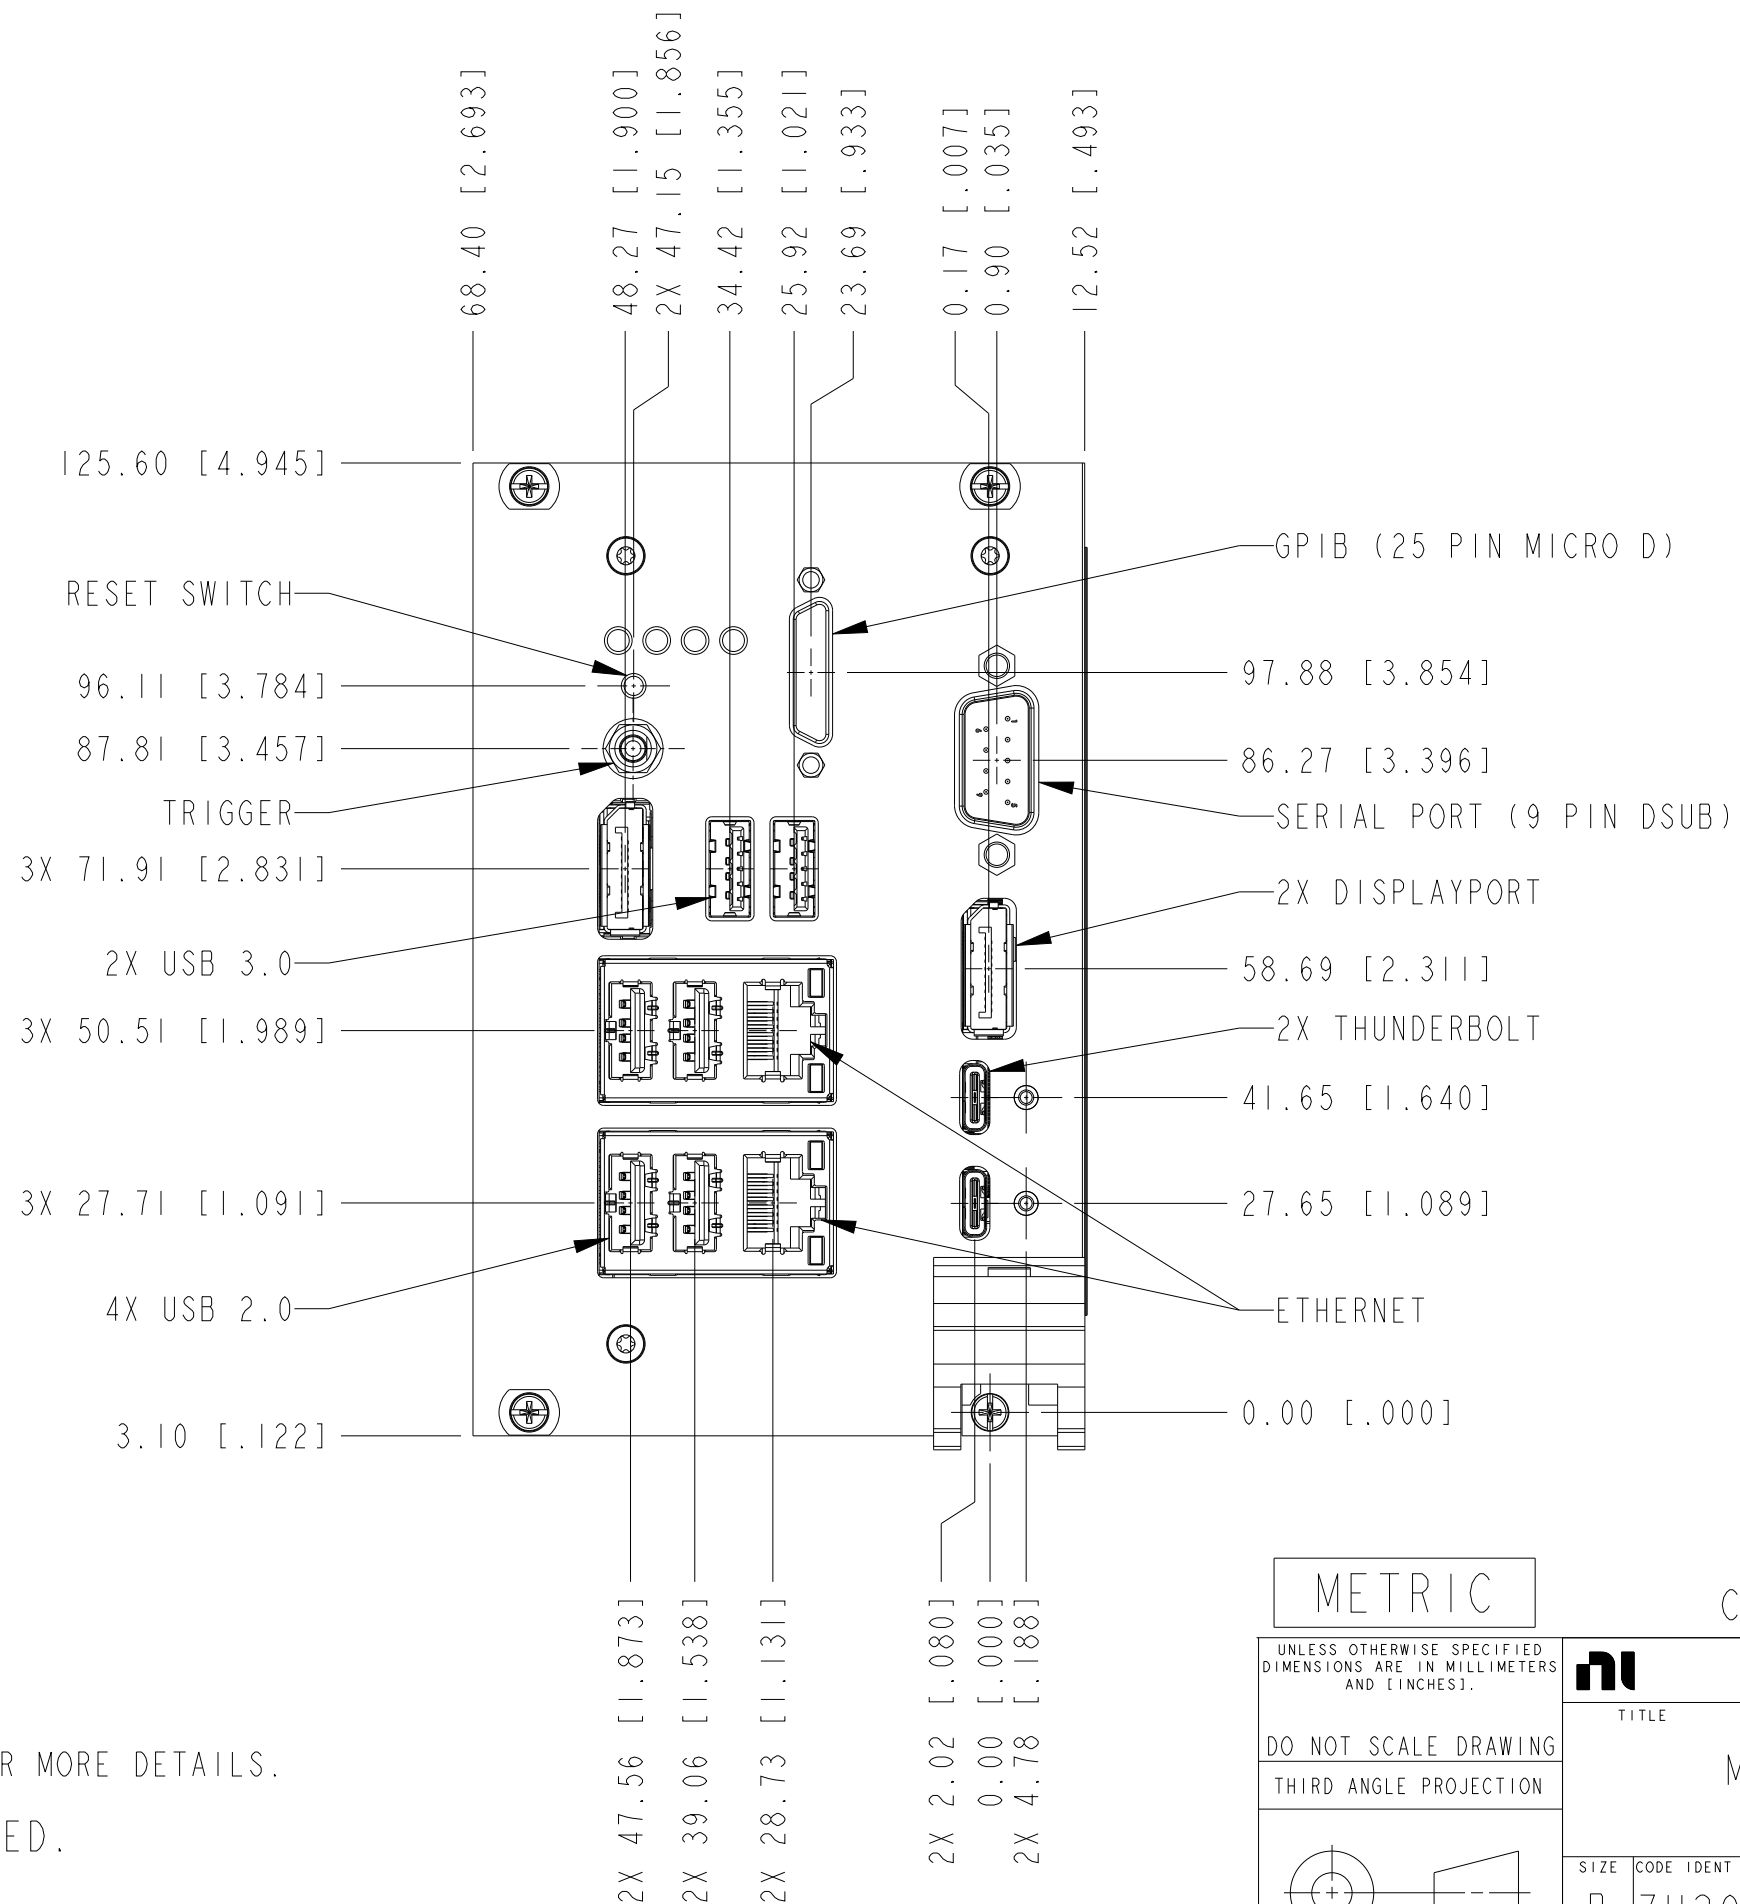 68.40 [2.693]
48.27 [1.900]
2X 47.15 [1.856]
34.42 [1.355]
25.92 [1.021]
23.69 [.933]
0.17 [.007]
0.90 [.035]
12.52 [.493]
125.60 [4.945]
GPIB (25 PIN MICRO D)
RESET SWITCH
97.88 [3.854]
96.11 [3.784]
87.81 [3.457]
86.27 [3.396]
TRIGGER
SERIAL PORT (9 PIN DSUB)
3X 71.91 [2.831]
2X DISPLAYPORT
2X USB 3.0
58.69 [2.311]
3X 50.51 [1.989]
2X THUNDERBOLT
41.65 [1.640]
3X 27.71 [1.091]
27.65 [1.089]
4X USB 2.0
ETHERNET
3.10 [.122]
0.00 [.000]
2X 47.56 [1.873]
2X 39.06 [1.538]
2X 28.73 [1.131]
2X 2.02 [.080]
0.00 [.000]
2X 4.78 [.188]
METRIC
C
UNLESS OTHERWISE SPECIFIED
DIMENSIONS ARE IN MILLIMETERS
AND [INCHES].
ni
TITLE
DO NOT SCALE DRAWING
THIRD ANGLE PROJECTION
R MORE DETAILS.
ED.
SIZE
CODE IDENT